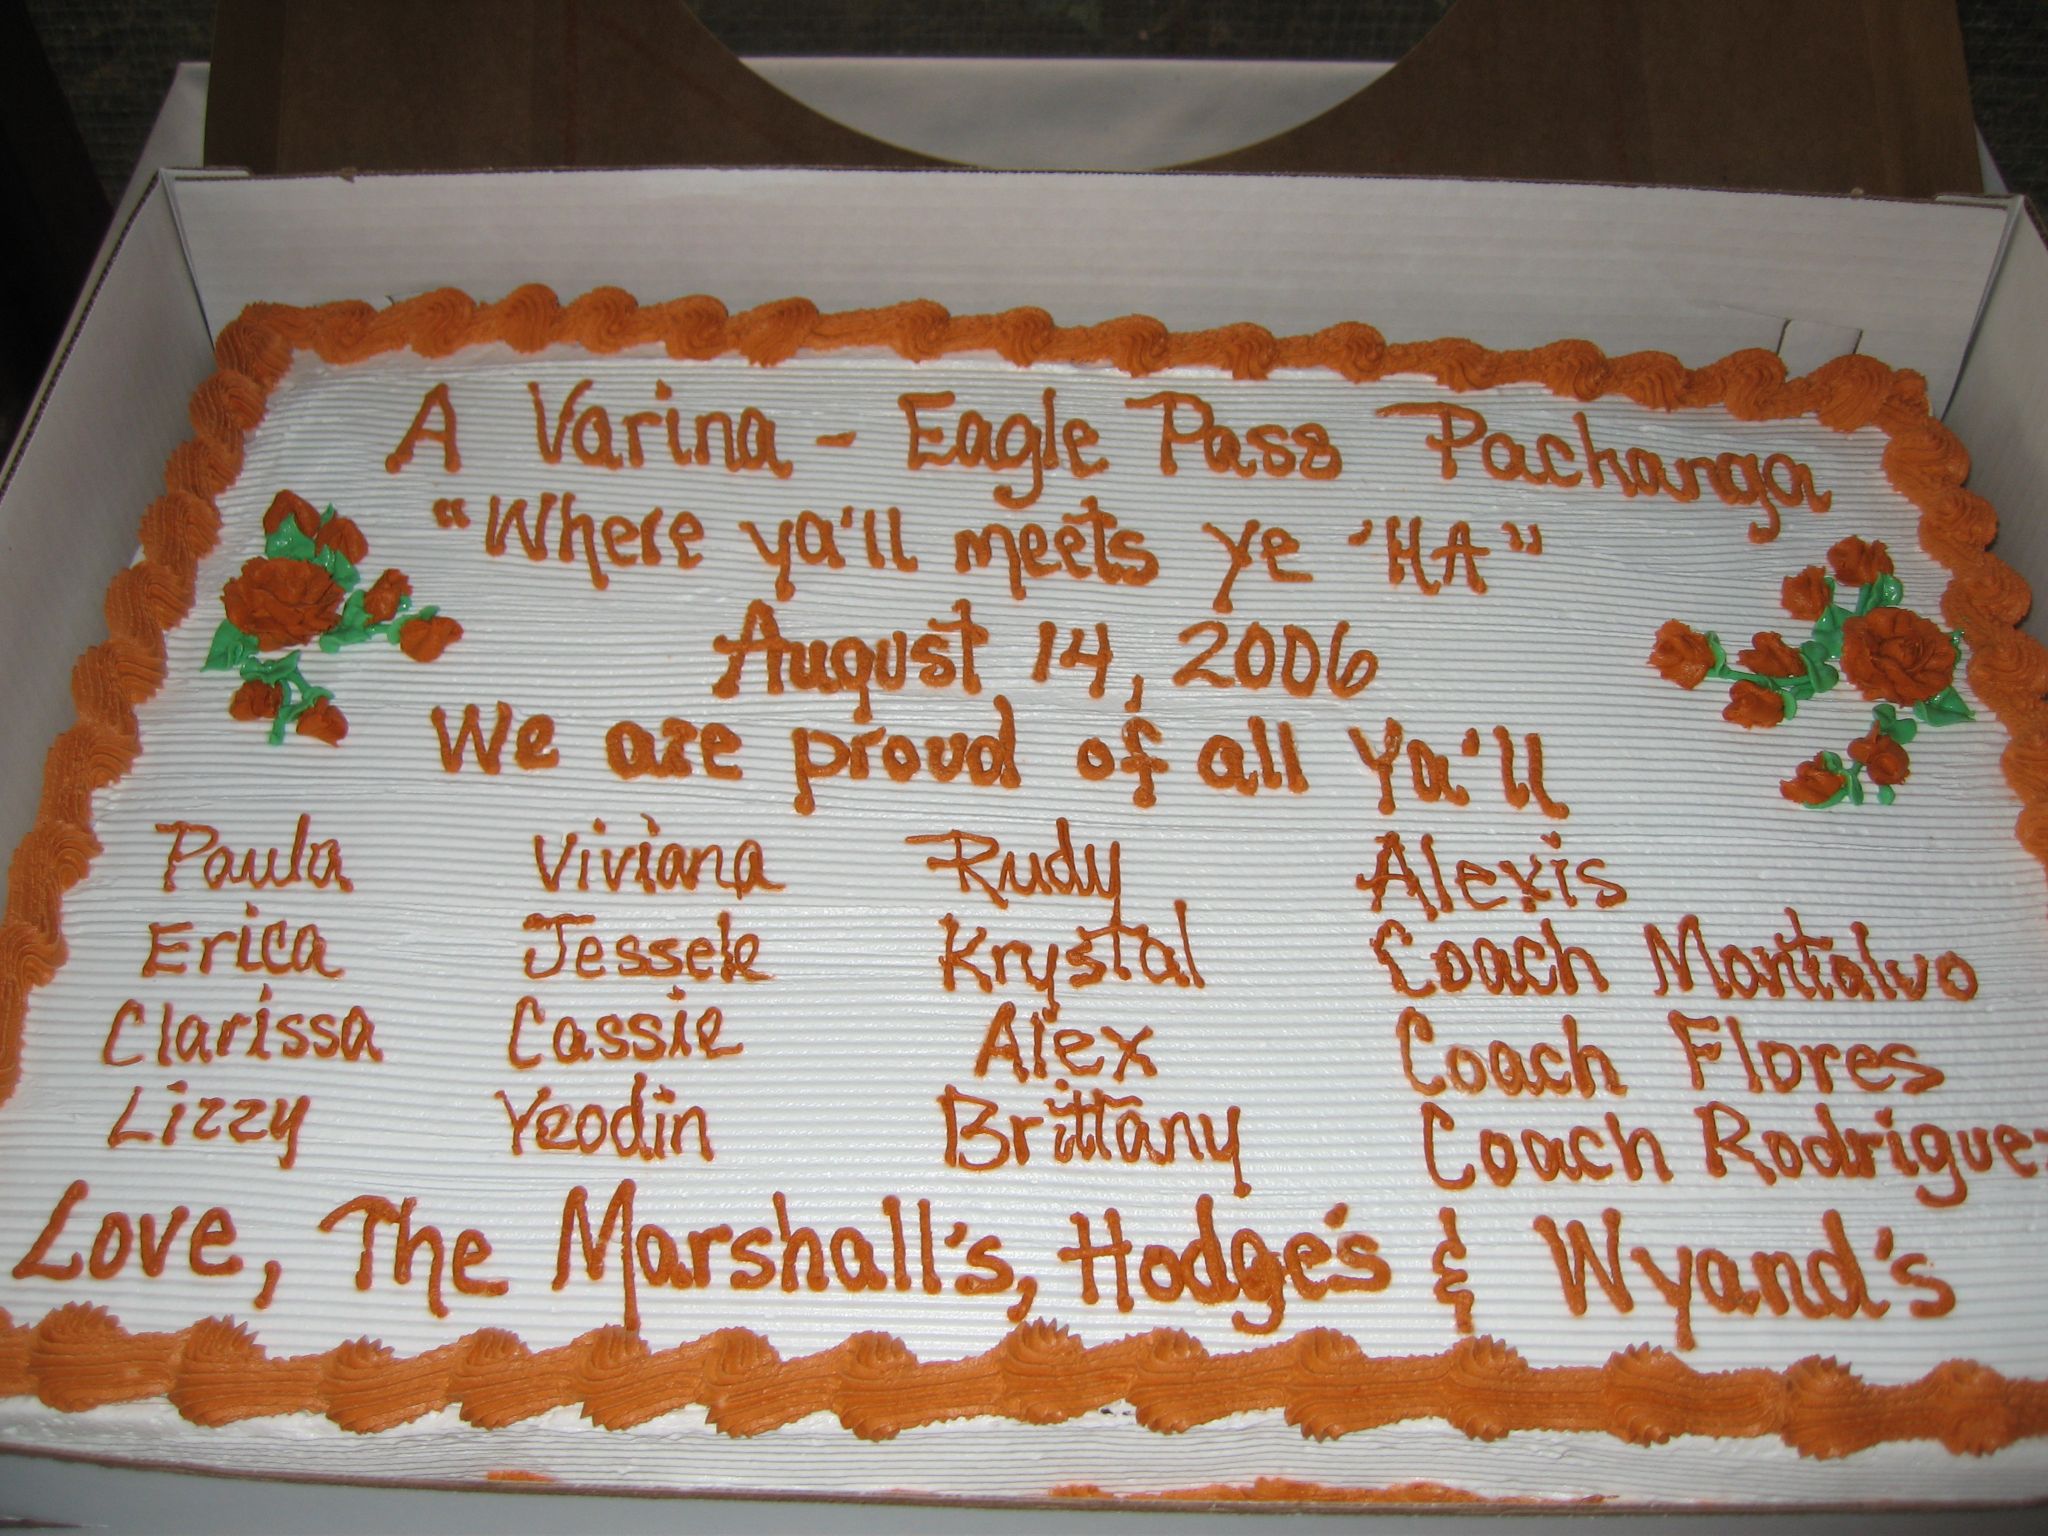 A Varina - Eagle Pass Pachanga
"Where ya'll meets ye 'HA"
August 14, 2006
We are proud of all Ya'll
Paula Viviana Rudy Alexis
Erica Jessele Krystal Coach Montalvo
Clarissa Cassie Alex Coach Flores
Lizzy Yeodin Brittany Coach Rodriguez
Love, The Marshall's, Hodge's & Wyand's